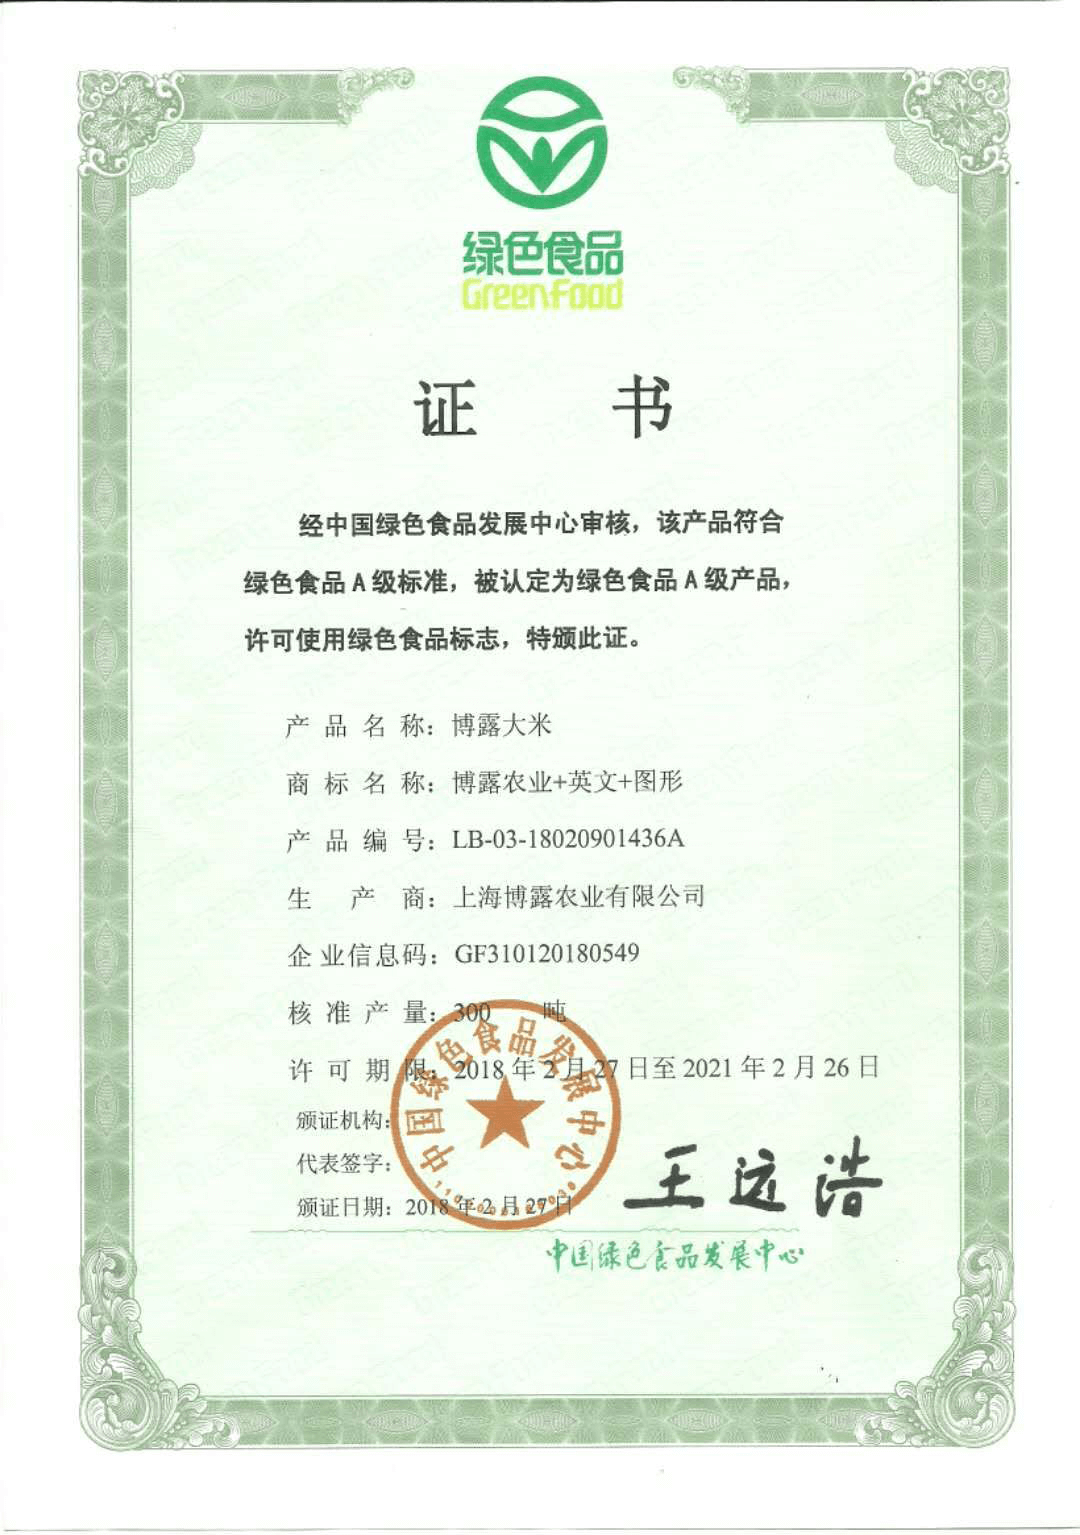 绿色食品
Greenfood
证 书
经中国绿色食品发展中心审核，该产品符合
绿色食品 A 级标准，被认定为绿色食品 A 级产品，
许可使用绿色食品标志，特颁此证。
产品名称：博露大米
商标名称：博露农业+英文+图形
产品编号：LB-03-18020901436A
生产商：上海博露农业有限公司
企业信息码：GF310120180549
核准产量：300 吨
许可期限：2018 年 2 月 27 日至 2021 年 2 月 26 日
颁证机构：
中国绿色食品发展中心
代表签字：
王运浩
颁证日期：2018 年 2 月 27 日
中国绿色食品发展中心